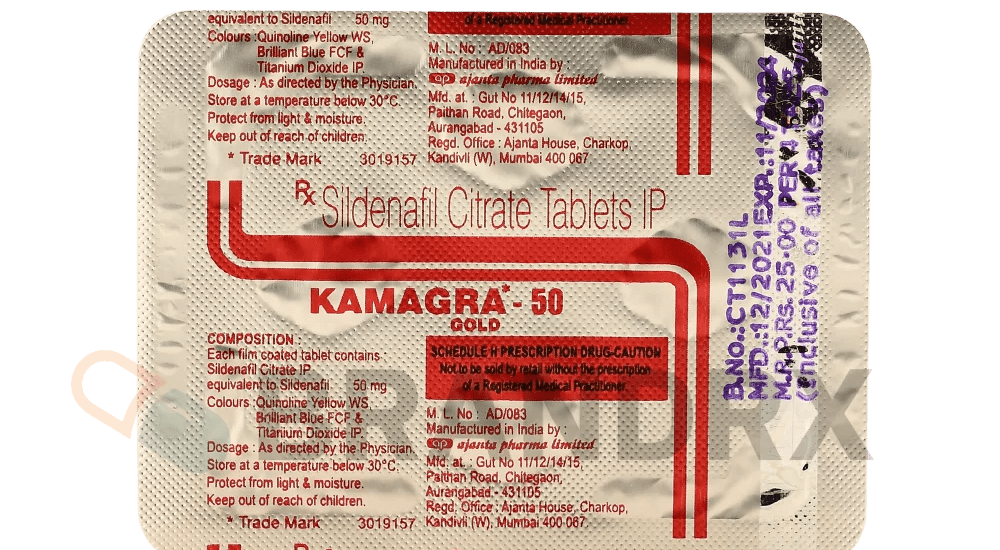 equivalent to Sildenafil 50 mg
Colours : Quinoline Yellow WS,
Brilliant Blue FCF &
Titanium Dioxide IP.
Dosage : As directed by the Physician.
Store at a temperature below 30°C.
Protect from light & moisture.
Keep out of reach of children.
* Trade Mark 3019157
of a Registered Medical Practitioner.
M. L. No : AD/083
Manufactured in India by :
ap ajanta pharma limited
Mfd. at. : Gut No 11/12/14/15,
Paithan Road, Chitegaon,
Aurangabad - 431105
Regd. Office : Ajanta House, Charkop,
Kandivli (W), Mumbai 400 067
Rx Sildenafil Citrate Tablets IP
KAMAGRA*- 50
GOLD
COMPOSITION :
Each film coated tablet contains
Sildenafil Citrate IP
equivalent to Sildenafil 50 mg
Colours : Quinoline Yellow WS,
Brilliant Blue FCF &
Titanium Dioxide IP.
Dosage : As directed by the Physician.
Store at a temperature below 30°C.
Protect from light & moisture.
Keep out of reach of children.
* Trade Mark 3019157
SCHEDULE H PRESCRIPTION DRUG-CAUTION
Not to be sold by retail without the prescription
of a Registered Medical Practitioner.
M. L. No : AD/083
Manufactured in India by :
ap ajanta pharma limited
Mfd. at. : Gut No 11/12/14/15,
Paithan Road, Chitegaon,
Aurangabad - 431105
Regd. Office : Ajanta House, Charkop,
Kandivli (W), Mumbai 400 067
Rx
B.NO.:CT1131L
MFD.:12/2021 EXP.:11/2024
M.R.P.Rs.25.00 PER 4
(Inclusive of all taxes)
BRANDRX